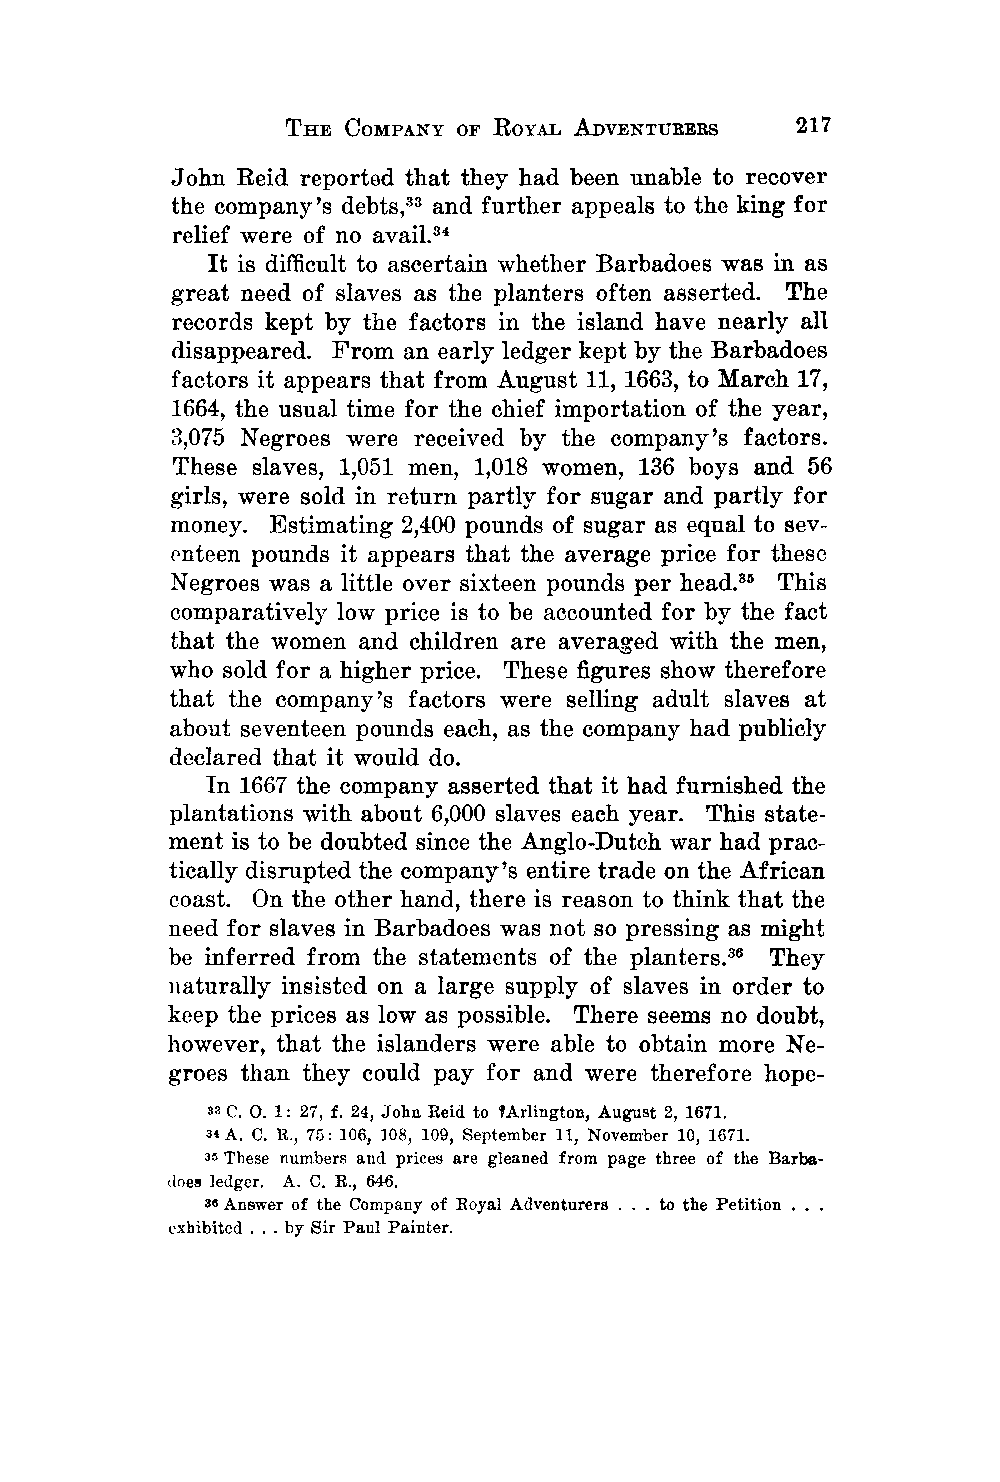 THE COMPANY OF ROYAL ADVENTURERS 217
John Reid reported that they had been unable to recover
the company's debts,³³ and further appeals to the king for
relief were of no avail.³⁴
It is difficult to ascertain whether Barbadoes was in as
great need of slaves as the planters often asserted. The
records kept by the factors in the island have nearly all
disappeared. From an early ledger kept by the Barbadoes
factors it appears that from August 11, 1663, to March 17,
1664, the usual time for the chief importation of the year,
3,075 Negroes were received by the company's factors.
These slaves, 1,051 men, 1,018 women, 136 boys and 56
girls, were sold in return partly for sugar and partly for
money. Estimating 2,400 pounds of sugar as equal to sev-
enteen pounds it appears that the average price for these
Negroes was a little over sixteen pounds per head.³⁵ This
comparatively low price is to be accounted for by the fact
that the women and children are averaged with the men,
who sold for a higher price. These figures show therefore
that the company's factors were selling adult slaves at
about seventeen pounds each, as the company had publicly
declared that it would do.
In 1667 the company asserted that it had furnished the
plantations with about 6,000 slaves each year. This state-
ment is to be doubted since the Anglo-Dutch war had prac-
tically disrupted the company's entire trade on the African
coast. On the other hand, there is reason to think that the
need for slaves in Barbadoes was not so pressing as might
be inferred from the statements of the planters.³⁶ They
naturally insisted on a large supply of slaves in order to
keep the prices as low as possible. There seems no doubt,
however, that the islanders were able to obtain more Ne-
groes than they could pay for and were therefore hope-
³³ C. O. 1: 27, f. 24, John Reid to ?Arlington, August 2, 1671.
³⁴ A. C. R., 75: 106, 108, 109, September 11, November 10, 1671.
³⁵ These numbers and prices are gleaned from page three of the Barba-
does ledger. A. C. R., 646.
³⁶ Answer of the Company of Royal Adventurers . . . to the Petition . . .
exhibited . . . by Sir Paul Painter.